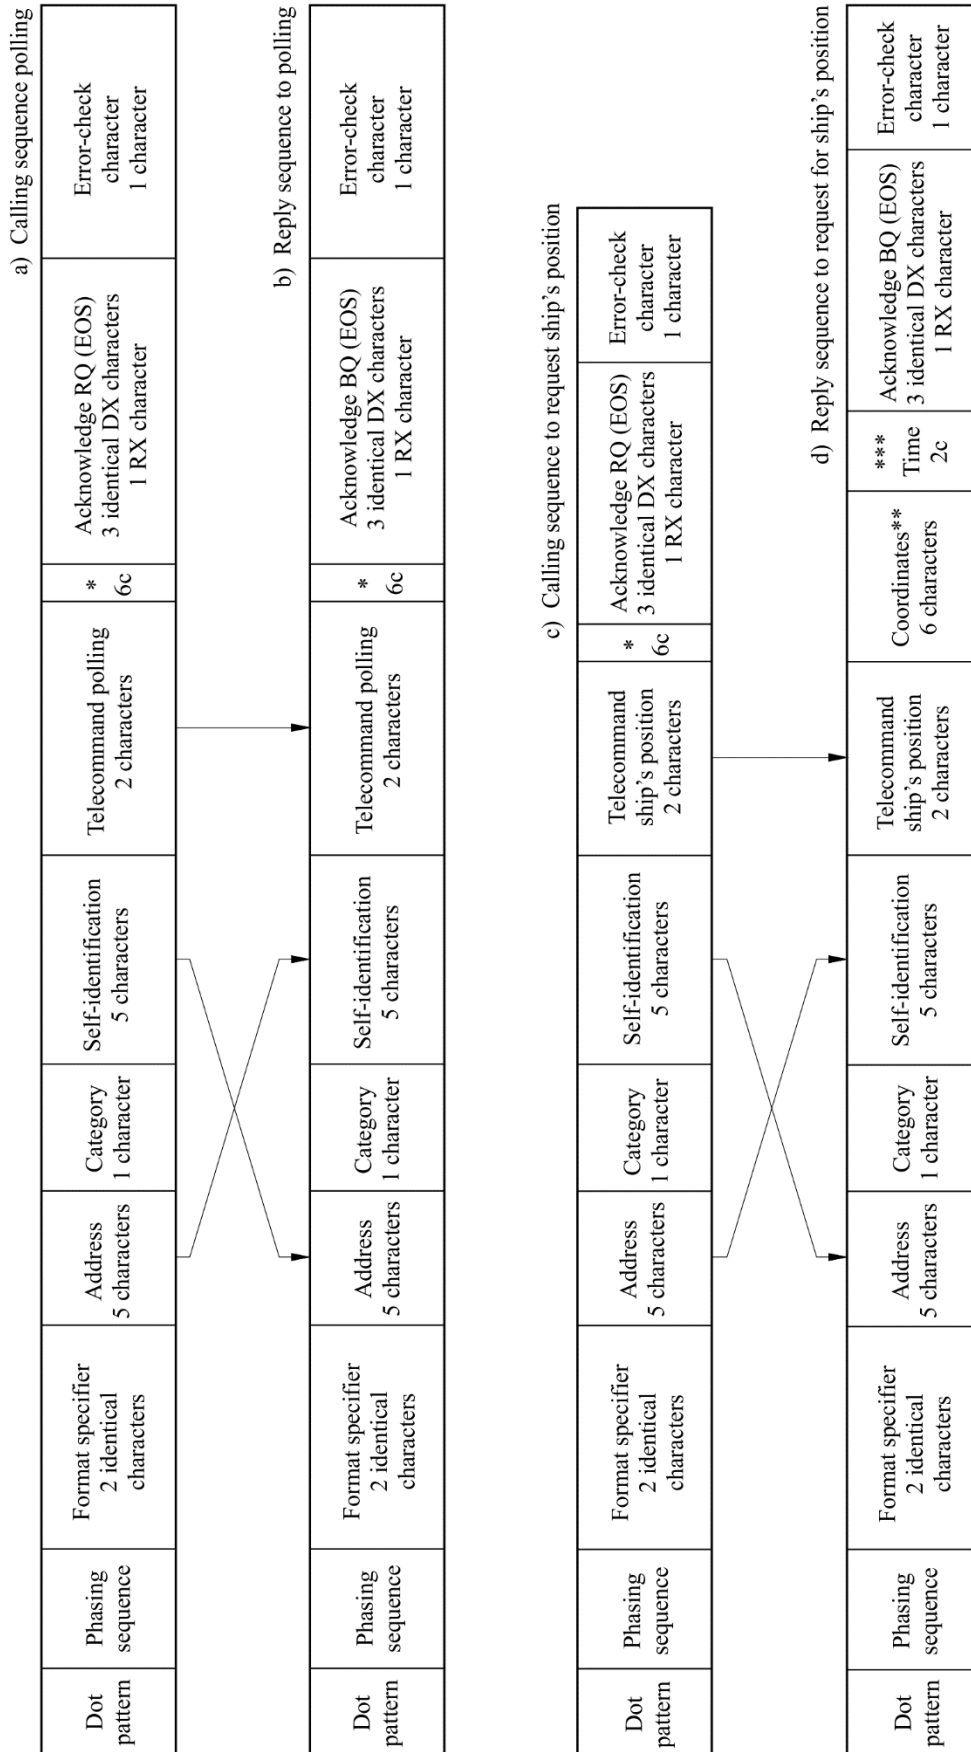 a) Calling sequence polling
Dot
pattern
Phasing
sequence
Format specifier
2 identical
characters
Address
5 characters
Category
1 character
Self-identification
5 characters
Telecommand polling
2 characters
*
6c
Acknowledge RQ (EOS)
3 identical DX characters
1 RX character
Error-check
character
1 character
b) Reply sequence to polling
Dot
pattern
Phasing
sequence
Format specifier
2 identical
characters
Address
5 characters
Category
1 character
Self-identification
5 characters
Telecommand polling
2 characters
*
6c
Acknowledge BQ (EOS)
3 identical DX characters
1 RX character
Error-check
character
1 character
c) Calling sequence to request ship's position
Dot
pattern
Phasing
sequence
Format specifier
2 identical
characters
Address
5 characters
Category
1 character
Self-identification
5 characters
Telecommand
ship's position
2 characters
*
6c
Acknowledge RQ (EOS)
3 identical DX characters
1 RX character
Error-check
character
1 character
d) Reply sequence to request for ship's position
Dot
pattern
Phasing
sequence
Format specifier
2 identical
characters
Address
5 characters
Category
1 character
Self-identification
5 characters
Telecommand
ship's position
2 characters
Coordinates**
6 characters
***
Time
2c
Acknowledge BQ (EOS)
3 identical DX characters
1 RX character
Error-check
character
1 character